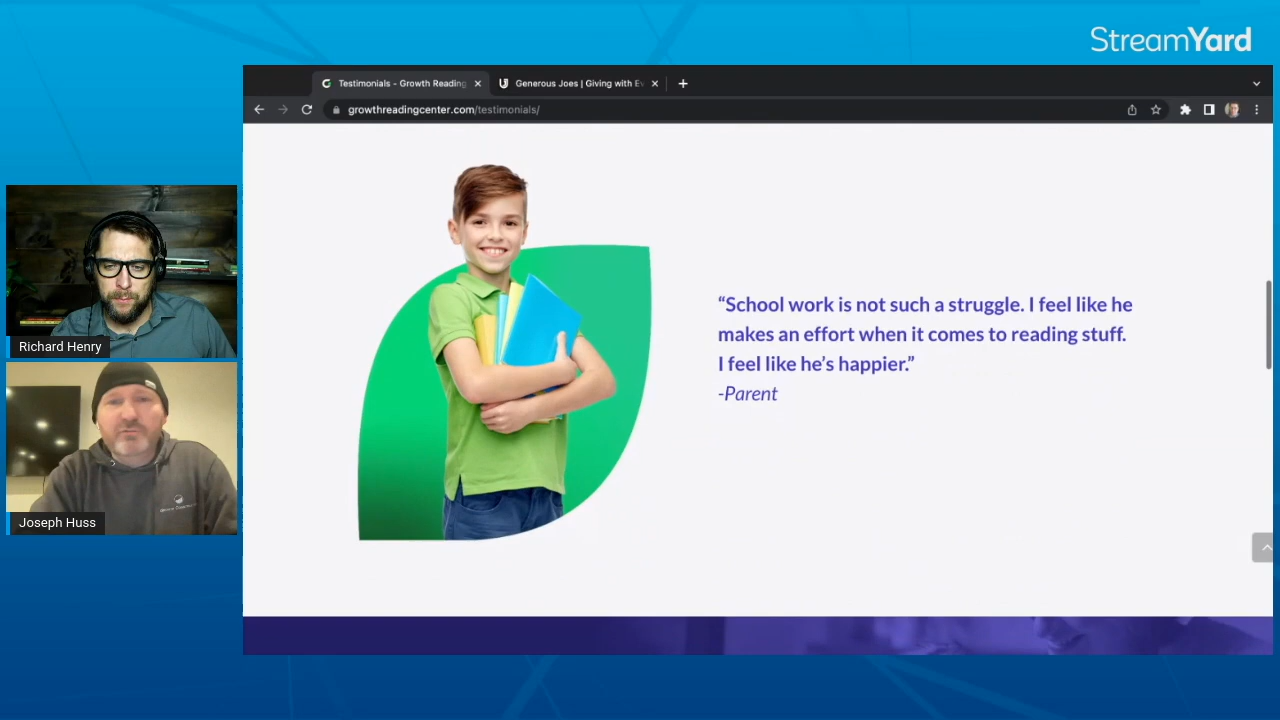 StreamYard
Testimonials - Growth Reading
Generous Joes | Giving with Ev
growthreadingcenter.com/testimonials/
Richard Henry
Joseph Huss
“School work is not such a struggle. I feel like he
makes an effort when it comes to reading stuff.
I feel like he’s happier.”
-Parent